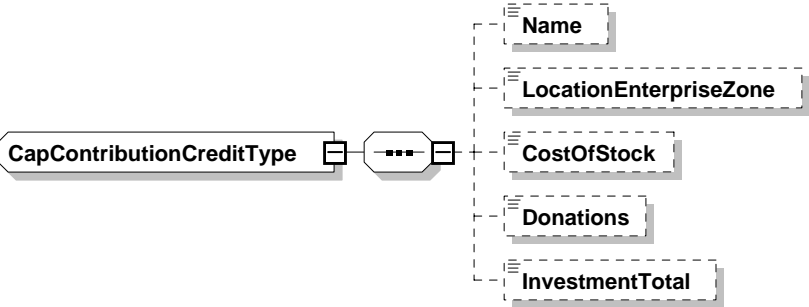 Name
LocationEnterpriseZone
CapContributionCreditType
CostOfStock
Donations
InvestmentTotal